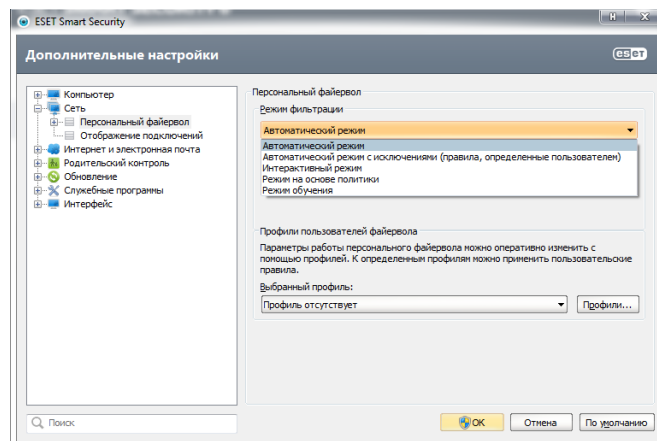 ESET Smart Security
Дополнительные настройки
eset
Компьютер
Сеть
Персональный файервол
Отображение подключений
Интернет и электронная почта
Родительский контроль
Обновление
Служебные программы
Интерфейс
Поиск
Персональный файервол
Режим фильтрации
Автоматический режим
Автоматический режим
Автоматический режим с исключениями (правила, определенные пользователем)
Интерактивный режим
Режим на основе политики
Режим обучения
Профили пользователей файервола
Параметры работы персонального файервола можно оперативно изменить с
помощью профилей. К определенным профилям можно применить пользовательские
правила.
Выбранный профиль:
Профиль отсутствует
Профили...
OK
Отмена
По умолчанию